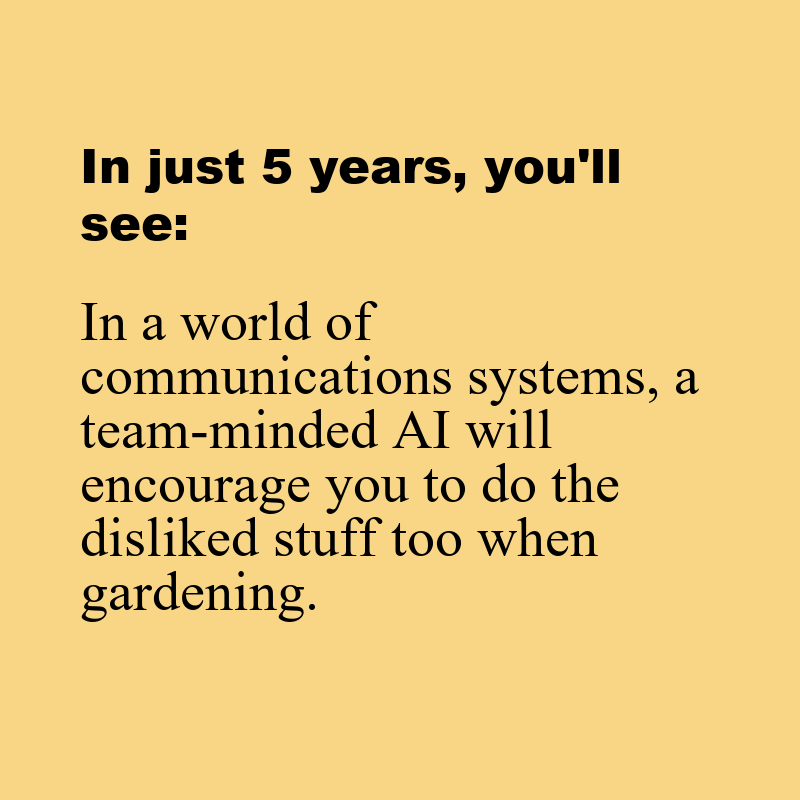 In just 5 years, you'll
see:
In a world of
communications systems, a
team-minded AI will
encourage you to do the
disliked stuff too when
gardening.